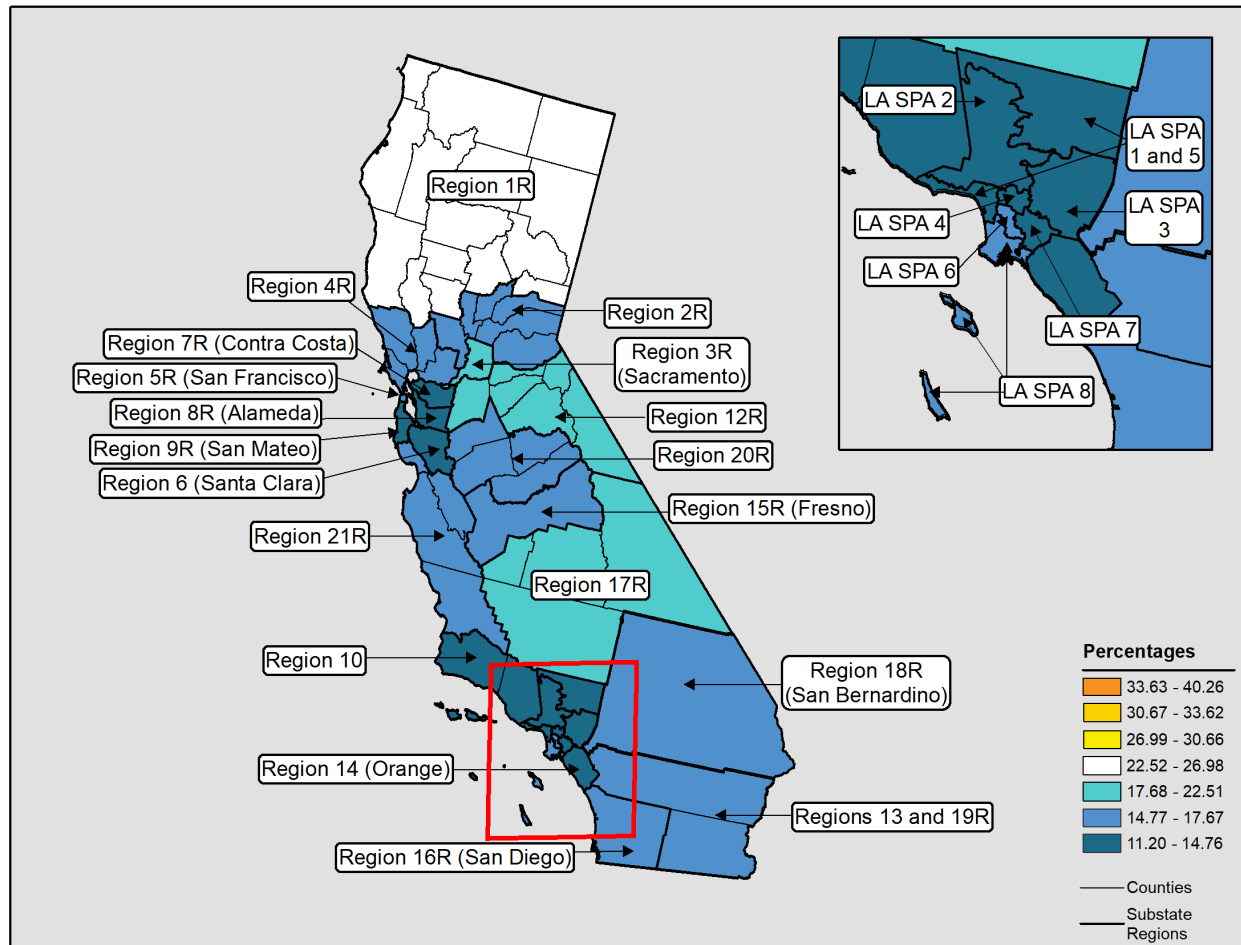 Region 1R
Region 4R
Region 2R
Region 7R (Contra Costa)
Region 3R
(Sacramento)
Region 5R (San Francisco)
Region 8R (Alameda)
Region 12R
Region 9R (San Mateo)
Region 20R
Region 6 (Santa Clara)
Region 15R (Fresno)
Region 21R
Region 17R
Region 10
Region 18R
(San Bernardino)
Region 14 (Orange)
Regions 13 and 19R
Region 16R (San Diego)
LA SPA 2
LA SPA
1 and 5
LA SPA 4
LA SPA
3
LA SPA 6
LA SPA 7
LA SPA 8
Percentages
33.63 - 40.26
30.67 - 33.62
26.99 - 30.66
22.52 - 26.98
17.68 - 22.51
14.77 - 17.67
11.20 - 14.76
Counties
Substate
Regions